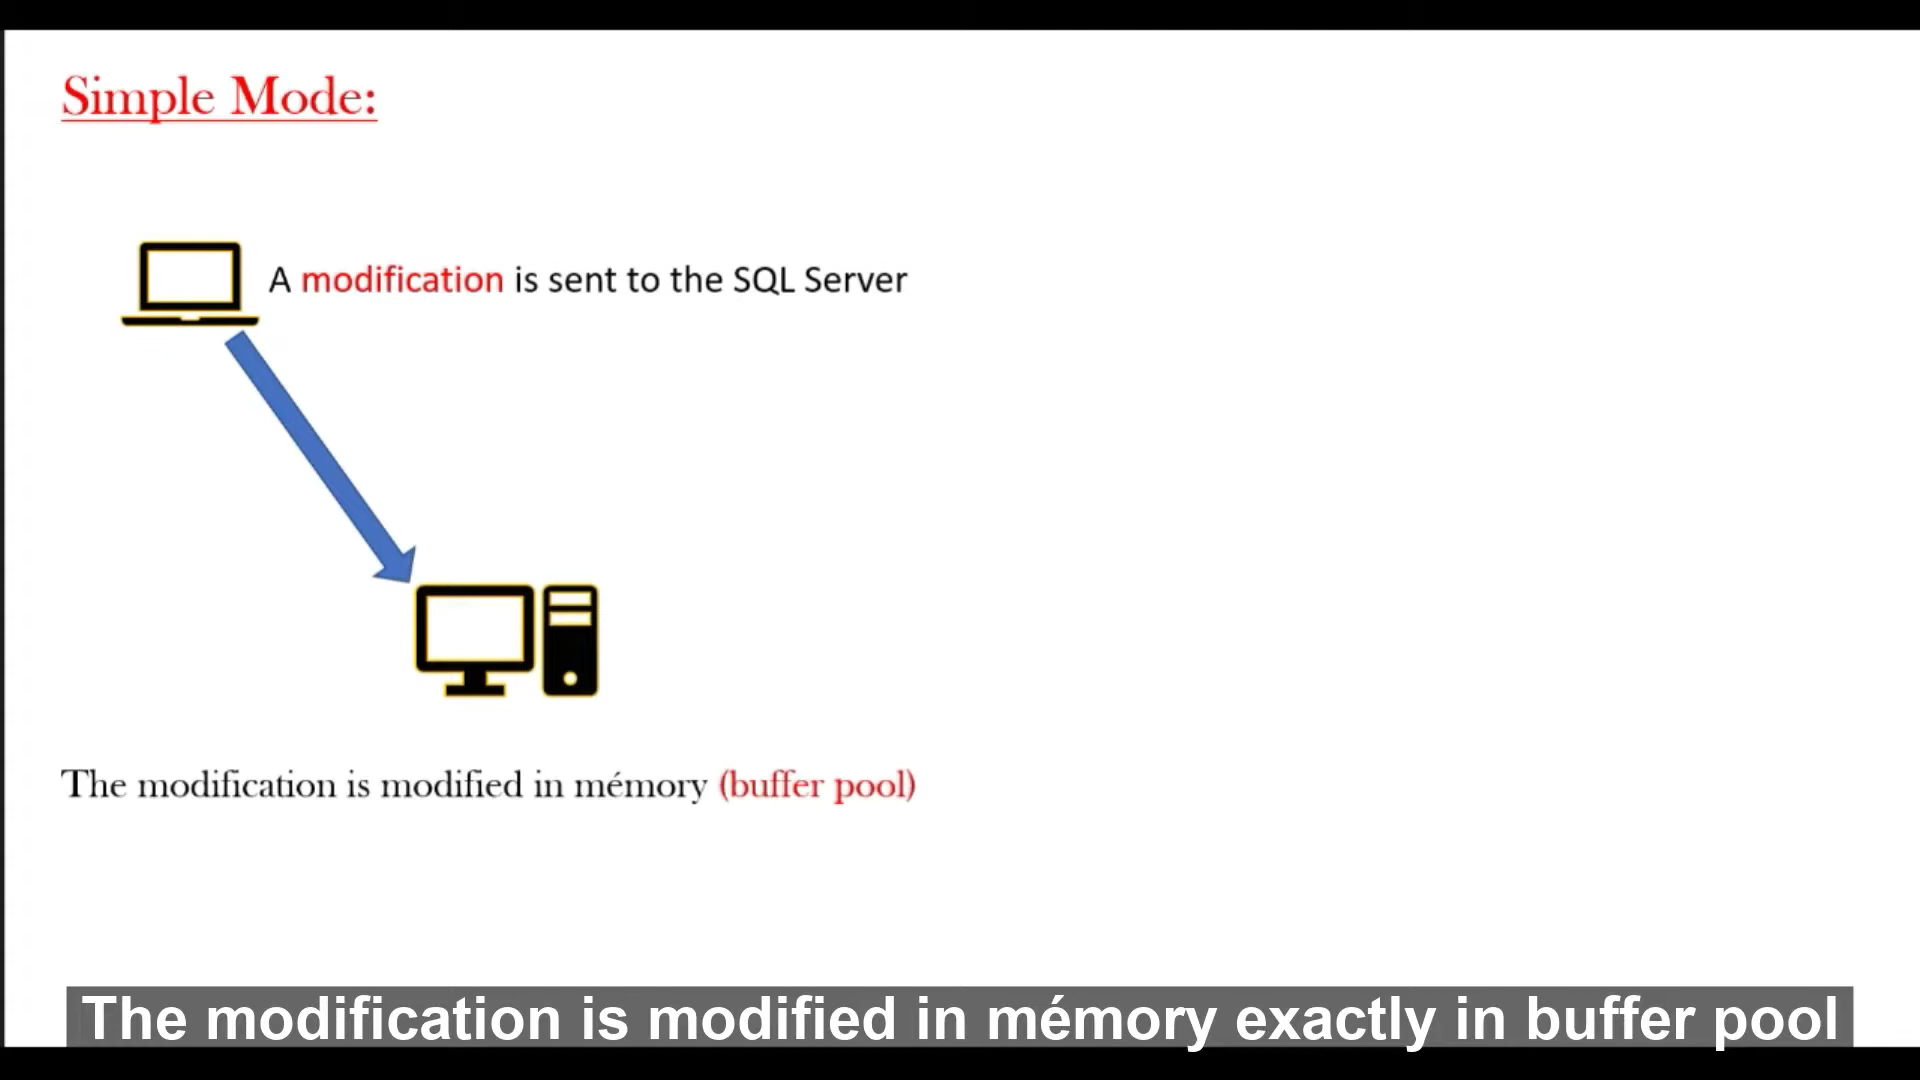 Simple Mode:
A modification is sent to the SQL Server
The modification is modified in mémory (buffer pool)
The modification is modified in mémory exactly in buffer pool